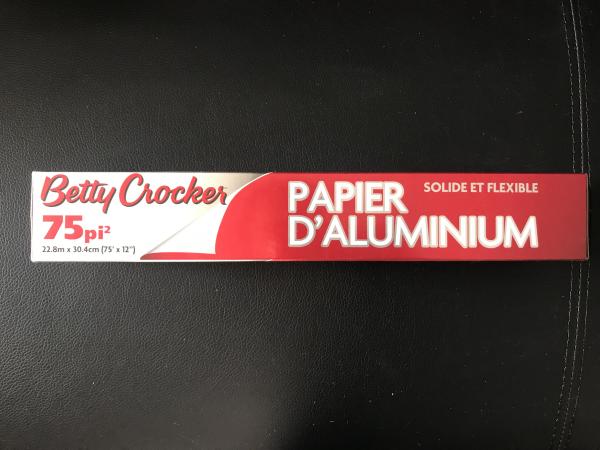 Betty Crocker
75pi²
22.8m x 30.4cm (75' x 12")
PAPIER
D'ALUMINIUM
SOLIDE ET FLEXIBLE